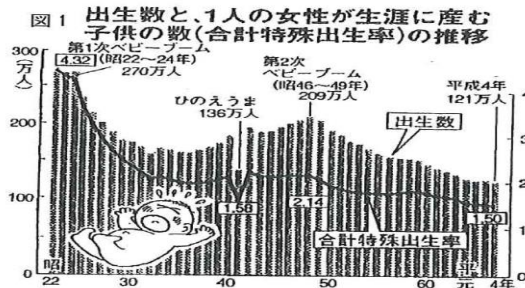 図1 出生数と、1人の女性が生涯に産む
子供の数(合計特殊出生率)の推移
300
(万人)
200
100
0
4.32
第1次ベビーブーム
(昭22〜24年)
270万人
ひのえうま
136万人
第2次
ベビーブーム
(昭46〜49年)
209万人
平成4年
121万人
出生数
1.58
2.14
合計特殊出生率
1.50
4
3
2
1
0
昭
22 30 40 50 60 平元 4年